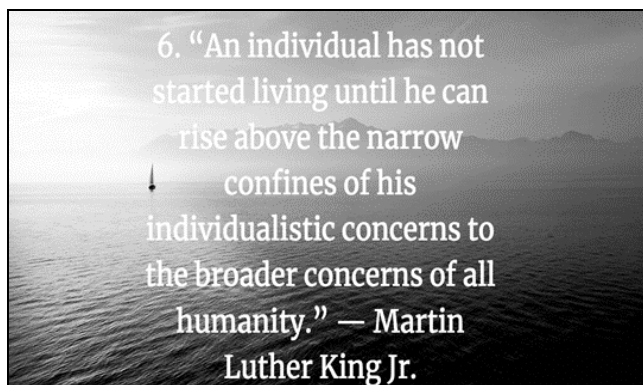 6. “An individual has not
started living until he can
rise above the narrow
confines of his
individualistic concerns to
the broader concerns of all
humanity.” — Martin
Luther King Jr.